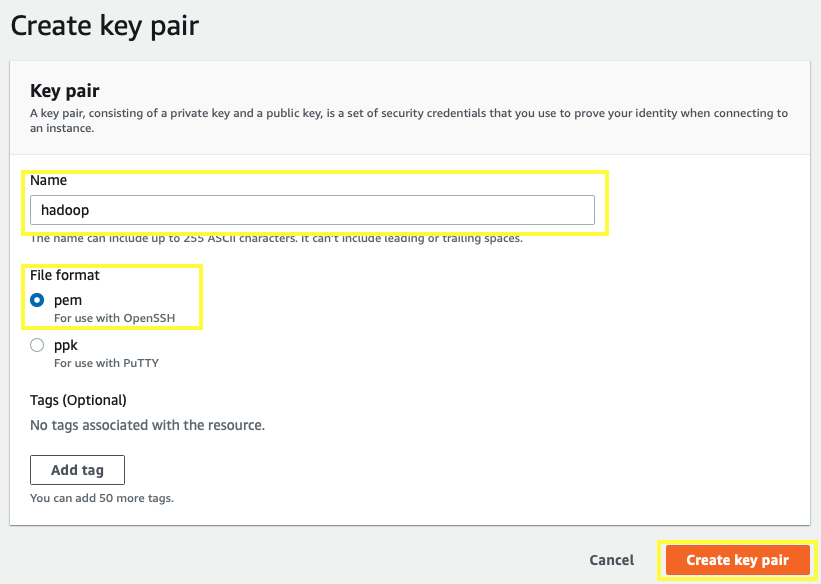 Create key pair
Key pair
A key pair, consisting of a private key and a public key, is a set of security credentials that you use to prove your identity when connecting to
an instance.
Name
hadoop
The name can include up to 255 ASCII characters. It can't include leading or trailing spaces.
File format
pem
For use with OpenSSH
ppk
For use with PuTTY
Tags (Optional)
No tags associated with the resource.
Add tag
You can add 50 more tags.
Cancel
Create key pair